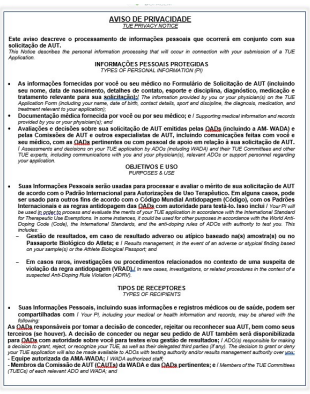 AVISO DE PRIVACIDADE
TUE PRIVACY NOTICE
Este aviso descreve o processamento de informações pessoais que ocorrerá em conjunto com sua
solicitação de AUT.
This Notice describes the personal information processing that will occur in connection with your submission of a TUE
Application.
INFORMAÇÕES PESSOAIS PROTEGIDAS
TYPES OF PERSONAL INFORMATION (PI)
• As informações fornecidas por você ou seu médico no Formulário de Solicitação de AUT (incluindo
seu nome, data de nascimento, detalhes de contato, esporte e disciplina, diagnóstico, medicação e
tratamento relevante para sua solicitação); / The information provided by you or your physician(s) on the TUE
Application Form (including your name, date of birth, contact details, sport and discipline, the diagnosis, medication, and
treatment relevant to your application);
• Documentação médica fornecida por você ou por seu médico; e / Supporting medical information and records
provided by you or your physician(s); and
• Avaliações e decisões sobre sua solicitação de AUT emitidas pelas OADs (incluindo a AM- WADA) e
pelas Comissões de AUT e outros especialistas de AUT, incluindo comunicações feitas com você e
seu médico, com as OADs pertinentes ou com pessoal de apoio em relação à sua solicitação de AUT.
/ Assessments and decisions on your TUE application by ADOs (including WADA) and their TUE Committees and other
TUE experts, including communications with you and your physician(s), relevant ADOs or support personnel regarding
your application.
OBJETIVOS E USO
PURPOSES & USE
• Suas Informações Pessoais serão usadas para processar e avaliar o mérito de sua solicitação de AUT
de acordo com o Padrão Internacional para Autorizações de Uso Terapêutico. Em alguns casos, pode
ser usado para outros fins de acordo com o Código Mundial Antidopagem (Código), com os Padrões
Internacionais e as regras antidopagem das OADs com autoridade para testá-lo. Isso inclui / Your PI will
be used in order to process and evaluate the merits of your TUE application in accordance with the International Standard
for Therapeutic Use Exemptions. In some instances, it could be used for other purposes in accordance with the World Anti-
Doping Code (Code), the International Standards, and the anti-doping rules of ADOs with authority to test you. This
includes:
– Gestão de resultados, em caso de resultado adverso ou atípico baseado na(s) amostra(s) ou no
Passaporte Biológico do Atleta; e / Results management, in the event of an adverse or atypical finding based
on your sample(s) or the Athlete Biological Passport; and
– Em casos raros, investigações ou procedimentos relacionados no contexto de uma suspeita de
violação da regra antidopagem (VRAD)./ In rare cases, investigations, or related procedures in the context of a
suspected Anti-Doping Rule Violation (ADRV).
TIPOS DE RECEPTORES
TYPES OF RECIPIENTS
• Suas Informações Pessoais, incluindo suas informações e registros médicos ou de saúde, podem ser
compartilhadas com / Your PI, including your medical or health information and records, may be shared with the
following:
As OADs responsáveis por tomar a decisão de conceder, rejeitar ou reconhecer sua AUT, bem como seus
terceiros (se houver). A decisão de conceder ou negar seu pedido de AUT também será disponibilizada
para OADs com autoridade sobre você para testes e/ou gestão de resultados; / ADO(s) responsible for making
a decision to grant, reject, or recognize your TUE, as well as their delegated third parties (if any). The decision to grant or deny
your TUE application will also be made available to ADOs with testing authority and/or results management authority over you;
- Equipe autorizada da AMA-WADA; / WADA authorized staff;
- Membros da Comissão de AUT (CAUTs) da WADA e das OADs pertinentes; e / Members of the TUE Committees
(TUECs) of each relevant ADO and WADA; and